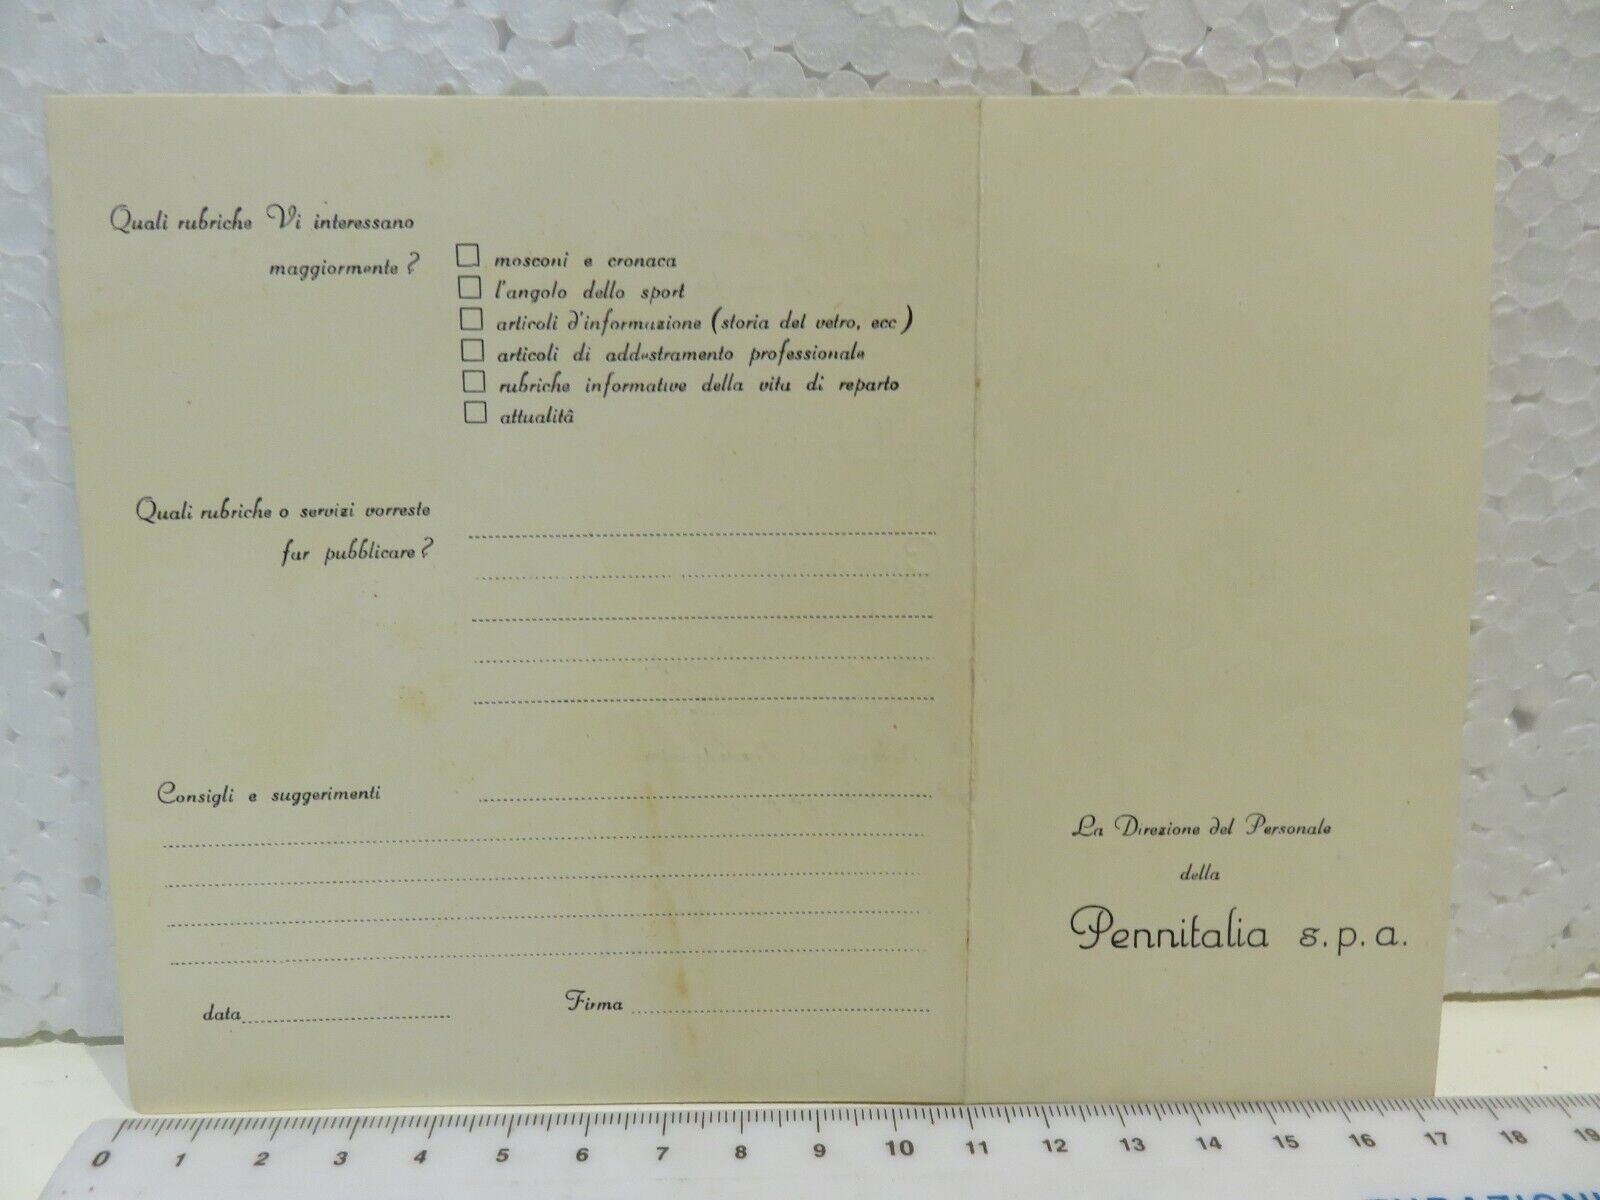 Quali rubriche Vi interessano
maggiormente?
mosconi e cronaca
l'angolo dello sport
articoli d'informazione (storia del vetro, ecc)
articoli di addestramento professionale
rubriche informative della vita di reparto
attualità
Quali rubriche o servizi vorreste
far pubblicare?
Consigli e suggerimenti
data
Firma
La Direzione del Personale
della
Pennitalia s.p.a.
0 1 2 3 4 5 6 7 8 9 10 11 12 13 14 15 16 17 18 19